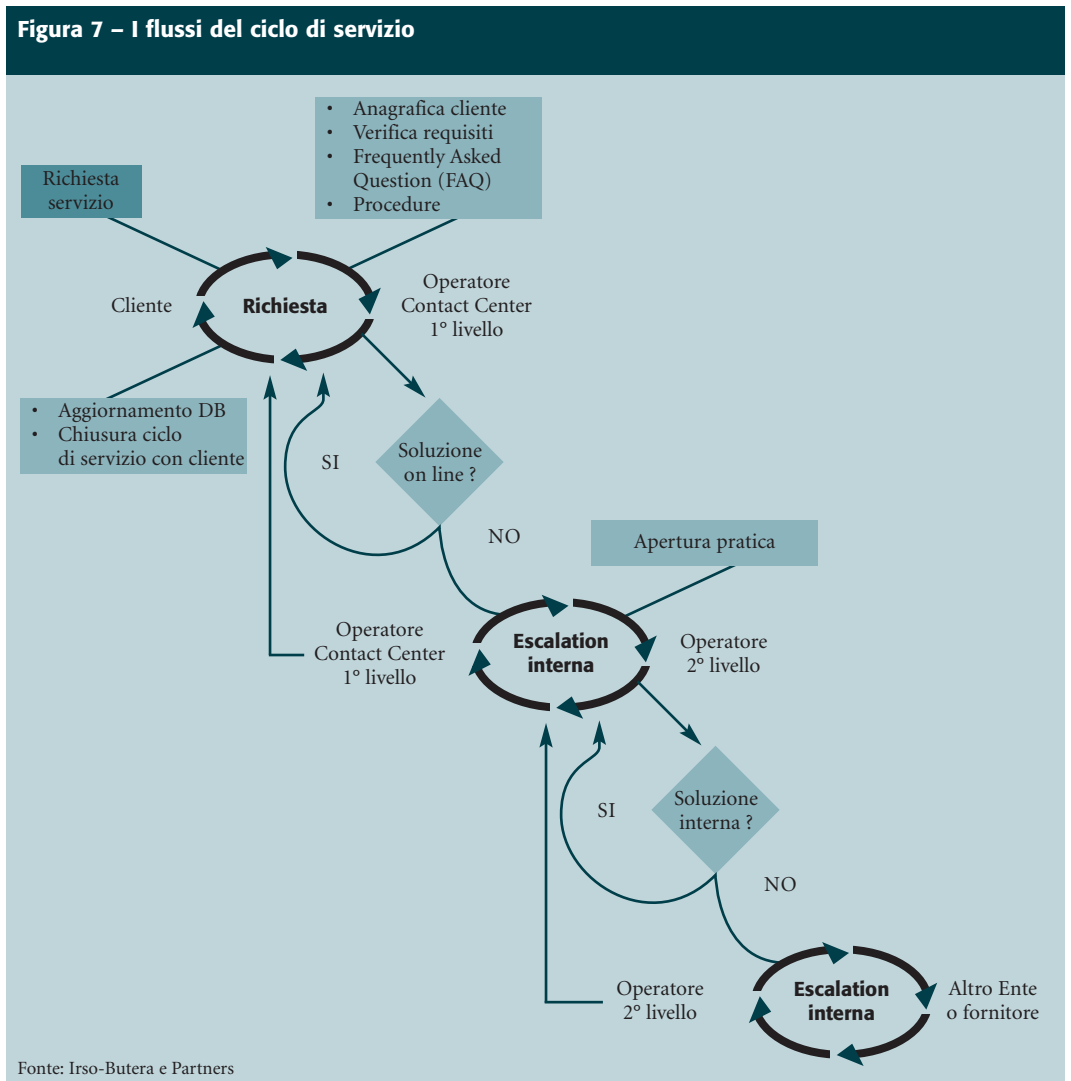 Figura 7 – I flussi del ciclo di servizio
• Anagrafica cliente
• Verifica requisiti
• Frequently Asked
Question (FAQ)
• Procedure
Richiesta
servizio
Cliente
Richiesta
Operatore
Contact Center
1° livello
• Aggiornamento DB
• Chiusura ciclo
di servizio con cliente
SI
Soluzione
on line ?
NO
Apertura pratica
Operatore
Contact Center
1° livello
Escalation
interna
Operatore
2° livello
SI
Soluzione
interna ?
NO
Operatore
2° livello
Escalation
interna
Altro Ente
o fornitore
Fonte: Irso-Butera e Partners